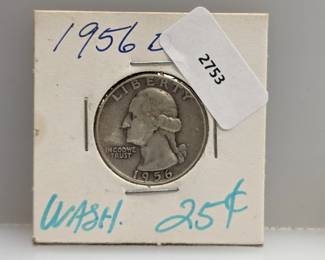 1956 D
2753
LIBERTY
IN GOD WE
TRUST
1956
WASH. 25¢